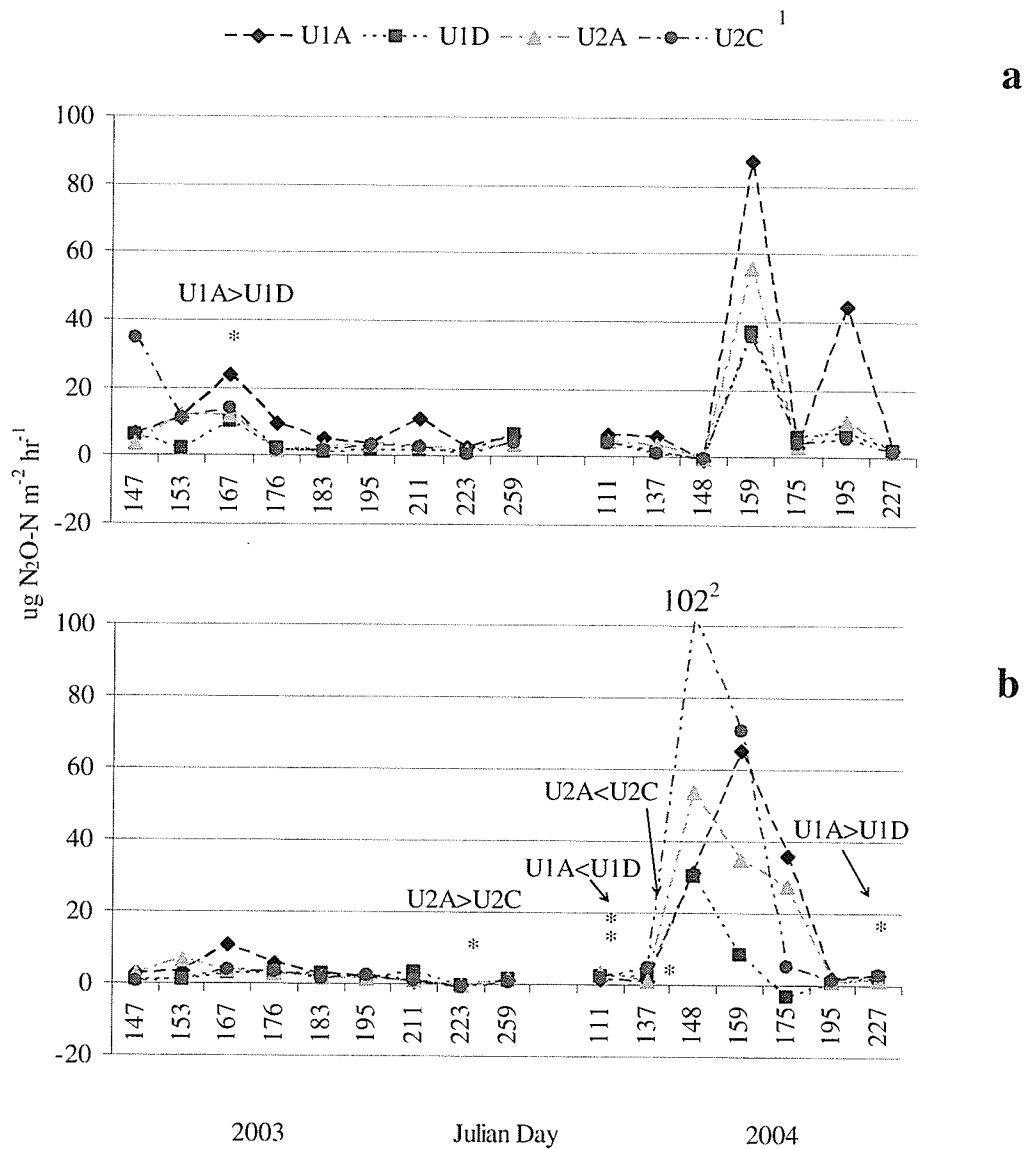 U1A U1D U2A U2C 1
a
100
80
60
40
20
0
-20
U1A>U1D
*
147 153 167 176 183 195 211 223 259 111 137 148 159 175 195 227
ug N₂O-N m⁻² hr⁻¹
b
102²
100
80
60
40
20
0
-20
U2A<U2C
U1A>U1D
U1A<U1D
U2A>U2C
*
*
*
*
*
147 153 167 176 183 195 211 223 259 111 137 148 159 175 195 227
2003 Julian Day 2004